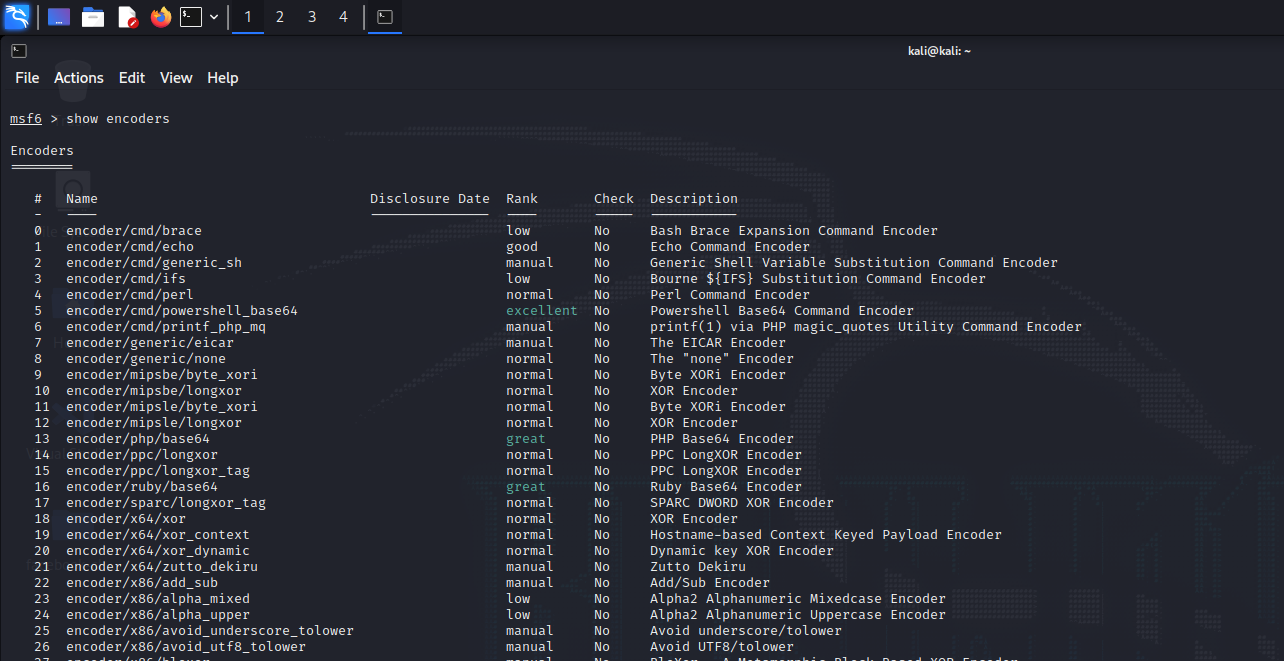 1 2 3 4
kali@kali: ~
File Actions Edit View Help
msf6 > show encoders
Encoders
# Name Disclosure Date Rank Check Description
0 encoder/cmd/brace low No Bash Brace Expansion Command Encoder
1 encoder/cmd/echo good No Echo Command Encoder
2 encoder/cmd/generic_sh manual No Generic Shell Variable Substitution Command Encoder
3 encoder/cmd/ifs low No Bourne ${IFS} Substitution Command Encoder
4 encoder/cmd/perl normal No Perl Command Encoder
5 encoder/cmd/powershell_base64 excellent No Powershell Base64 Command Encoder
6 encoder/cmd/printf_php_mq manual No printf(1) via PHP magic_quotes Utility Command Encoder
7 encoder/generic/eicar manual No The EICAR Encoder
8 encoder/generic/none normal No The "none" Encoder
9 encoder/mipsbe/byte_xori normal No Byte XORi Encoder
10 encoder/mipsbe/longxor normal No XOR Encoder
11 encoder/mipsle/byte_xori normal No Byte XORi Encoder
12 encoder/mipsle/longxor normal No XOR Encoder
13 encoder/php/base64 great No PHP Base64 Encoder
14 encoder/ppc/longxor normal No PPC LongXOR Encoder
15 encoder/ppc/longxor_tag normal No PPC LongXOR Encoder
16 encoder/ruby/base64 great No Ruby Base64 Encoder
17 encoder/sparc/longxor_tag normal No SPARC DWORD XOR Encoder
18 encoder/x64/xor normal No XOR Encoder
19 encoder/x64/xor_context normal No Hostname-based Context Keyed Payload Encoder
20 encoder/x64/xor_dynamic normal No Dynamic key XOR Encoder
21 encoder/x64/zutto_dekiru manual No Zutto Dekiru
22 encoder/x86/add_sub manual No Add/Sub Encoder
23 encoder/x86/alpha_mixed low No Alpha2 Alphanumeric Mixedcase Encoder
24 encoder/x86/alpha_upper low No Alpha2 Alphanumeric Uppercase Encoder
25 encoder/x86/avoid_underscore_tolower manual No Avoid underscore/tolower
26 encoder/x86/avoid_utf8_tolower manual No Avoid UTF8/tolower